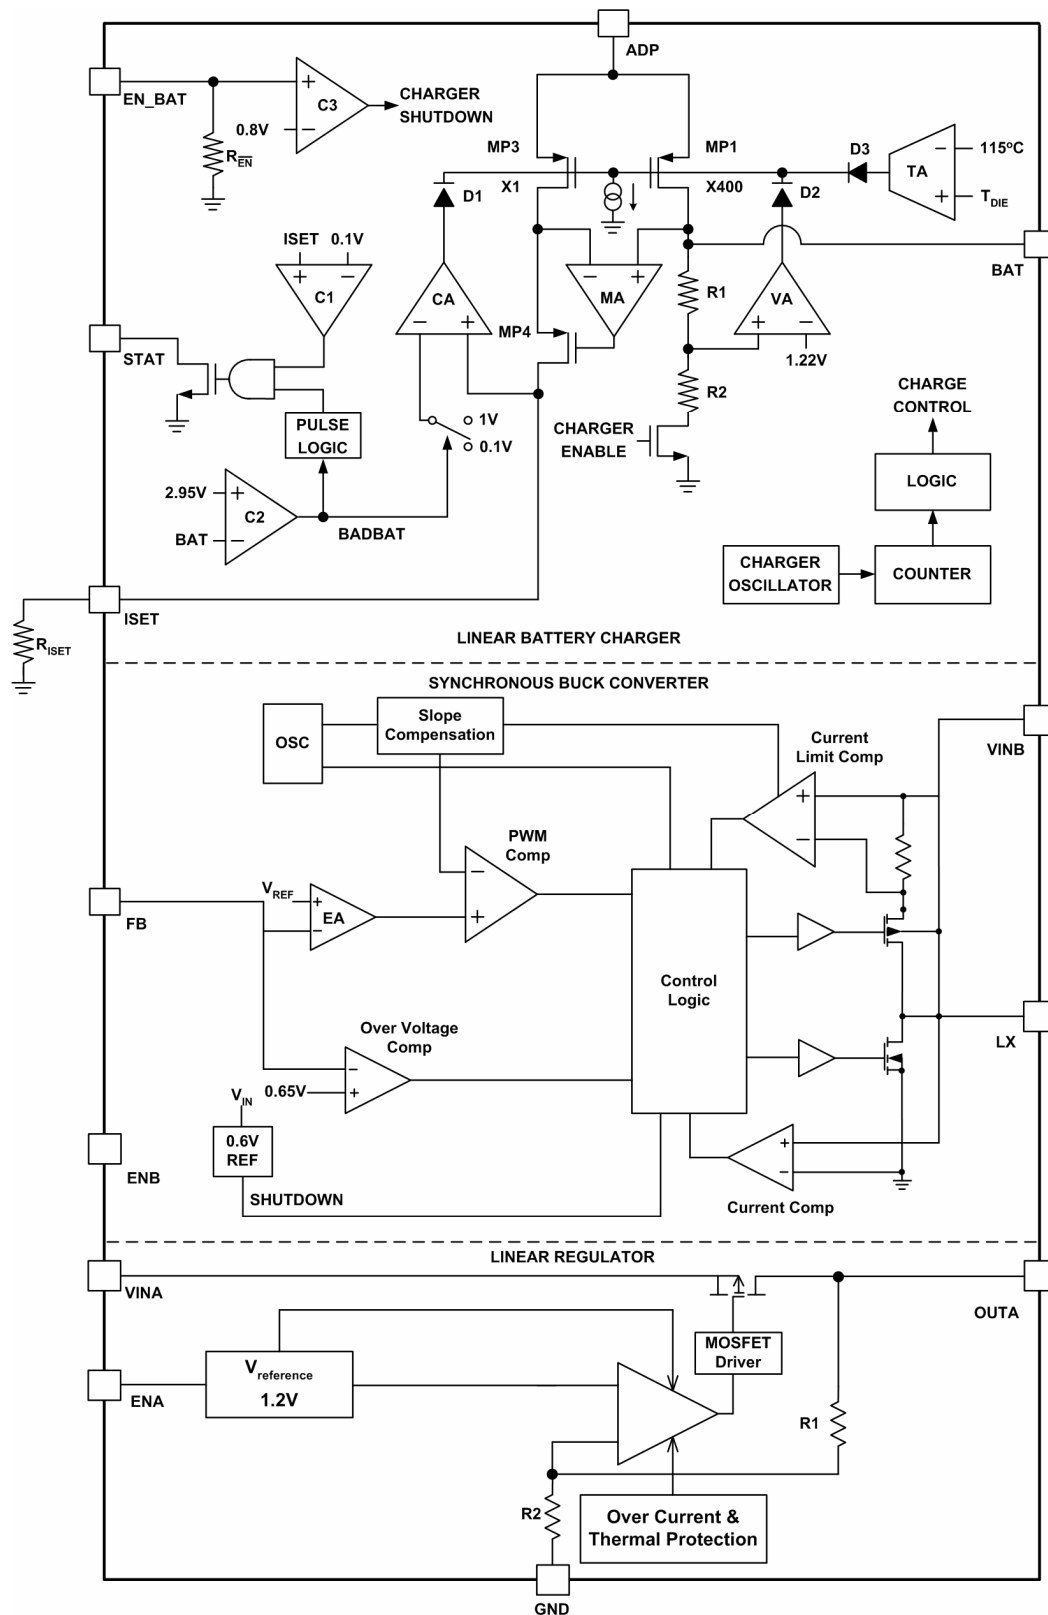 ADP
EN_BAT
+
C3
CHARGER
SHUTDOWN
0.8V
−
REN
MP3
MP1
D3
−
115ºC
TA
X1
X400
D1
D2
+
TDIE
ISET 0.1V
+ −
C1
BAT
− +
MA
R1
VA
+ −
1.22V
CA
− +
MP4
STAT
R2
CHARGE
CONTROL
PULSE
LOGIC
1V
0.1V
CHARGER
ENABLE
LOGIC
2.95V
+
C2
BAT
−
BADBAT
CHARGER
OSCILLATOR
COUNTER
ISET
RISET
LINEAR BATTERY CHARGER
SYNCHRONOUS BUCK CONVERTER
OSC
Slope
Compensation
Current
Limit Comp
VINB
+
−
PWM
Comp
−
+
VREF
+
EA
−
FB
Control
Logic
LX
Over Voltage
Comp
−
0.65V
+
VIN
0.6V
REF
ENB
SHUTDOWN
+
−
Current Comp
LINEAR REGULATOR
VINA
OUTA
MOSFET
Driver
Vreference
1.2V
ENA
R1
R2
Over Current &
Thermal Protection
GND